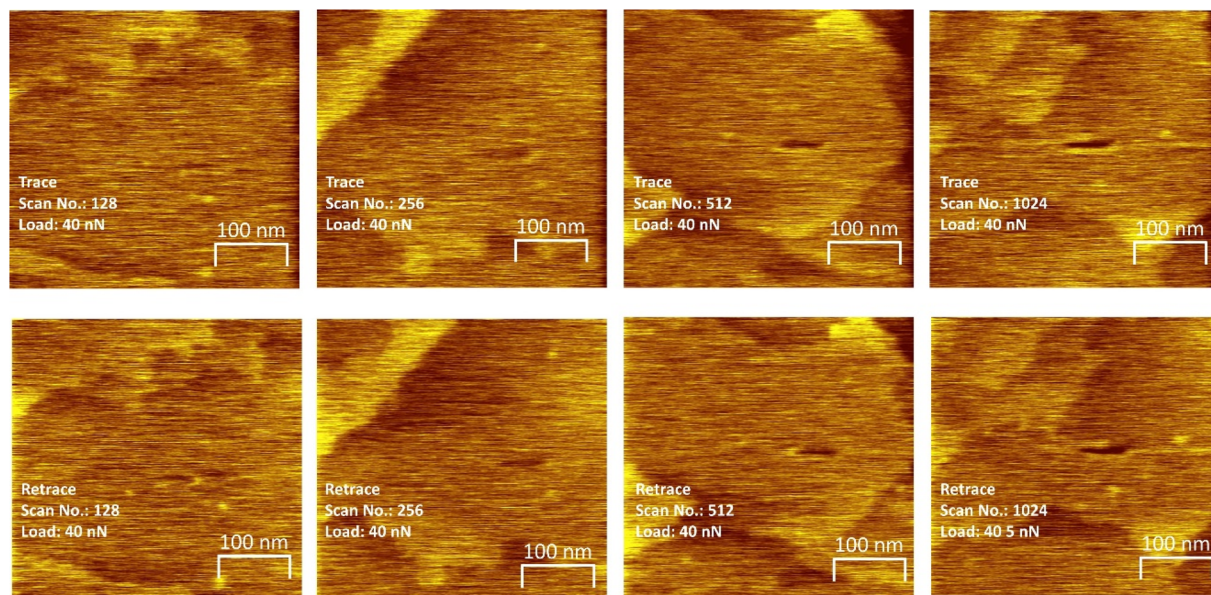 Trace
Scan No.: 128
Load: 40 nN
100 nm
Trace
Scan No.: 256
Load: 40 nN
100 nm
Trace
Scan No.: 512
Load: 40 nN
100 nm
Trace
Scan No.: 1024
Load: 40 nN
100 nm
Retrace
Scan No.: 128
Load: 40 nN
100 nm
Retrace
Scan No.: 256
Load: 40 nN
100 nm
Retrace
Scan No.: 512
Load: 40 nN
100 nm
Retrace
Scan No.: 1024
Load: 40 5 nN
100 nm